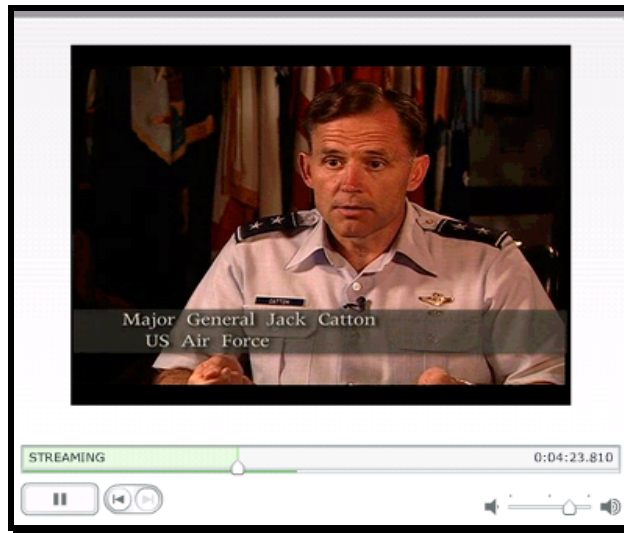 CATTON
Major General Jack Catton
US Air Force
STREAMING
0:04:23.810